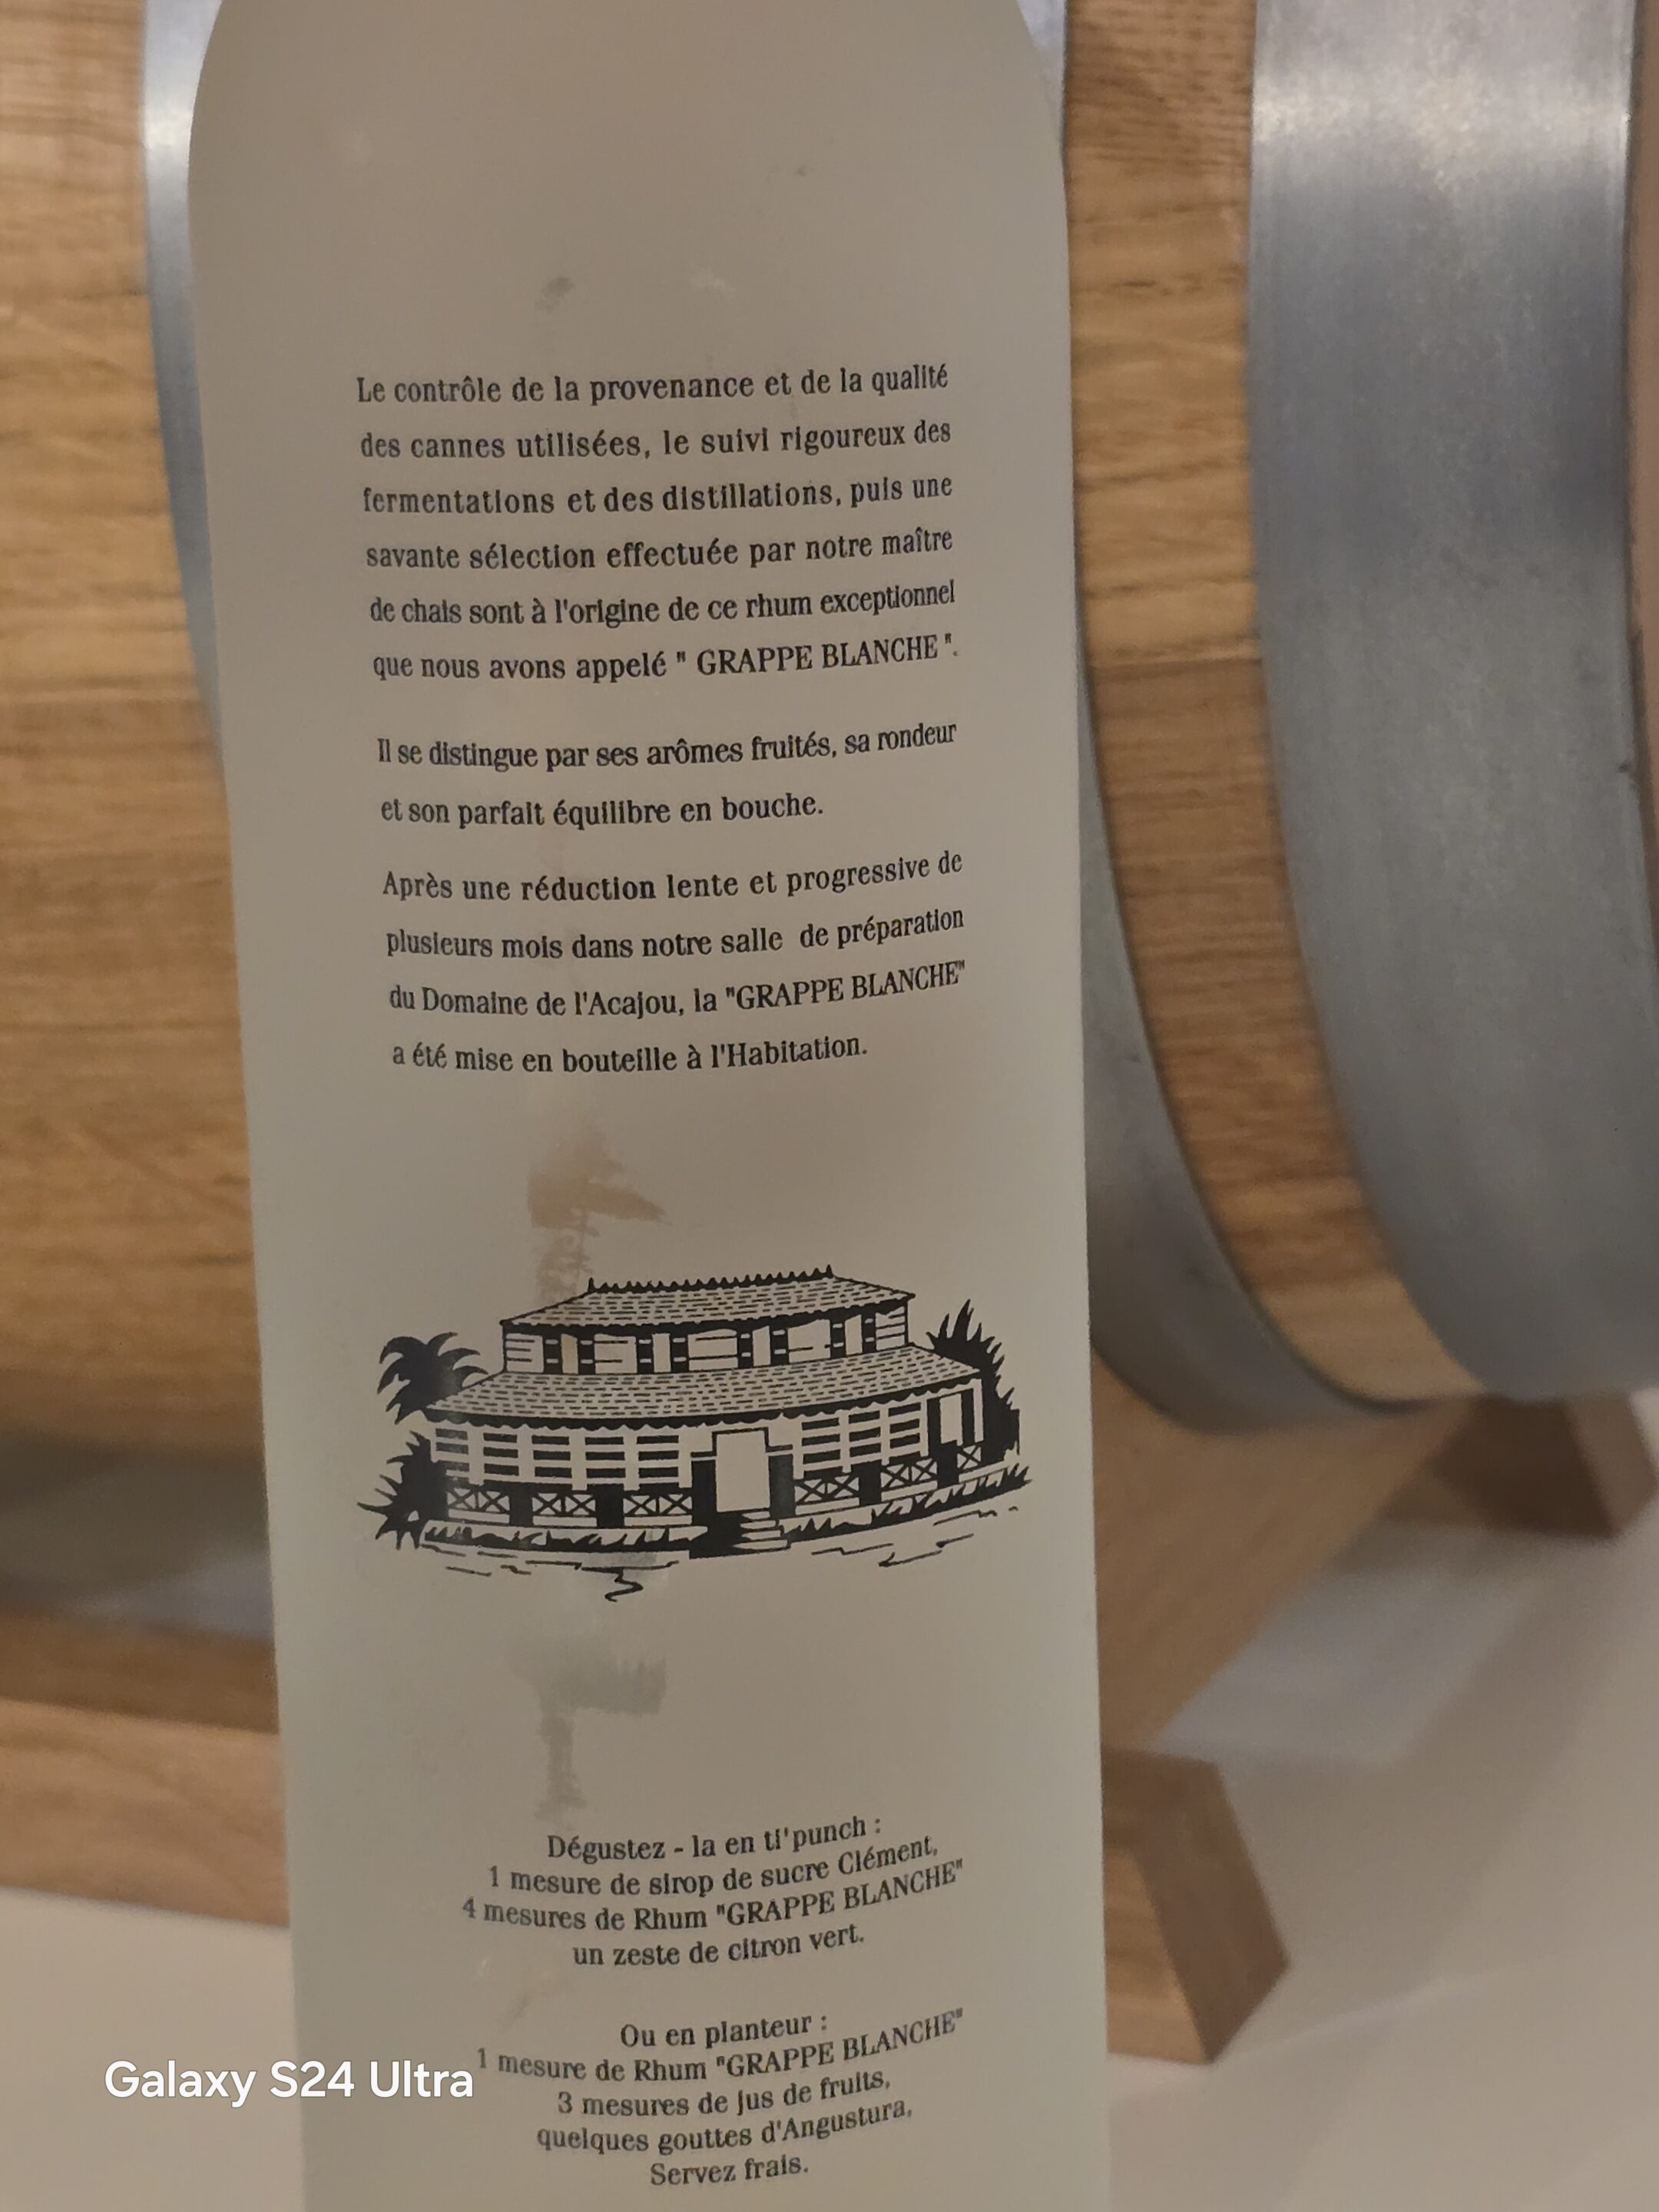 Le contrôle de la provenance et de la qualité
des cannes utilisées, le suivi rigoureux des
fermentations et des distillations, puis une
savante sélection effectuée par notre maître
de chais sont à l'origine de ce rhum exceptionnel
que nous avons appelé " GRAPPE BLANCHE ".
Il se distingue par ses arômes fruités, sa rondeur
et son parfait équilibre en bouche.
Après une réduction lente et progressive de
plusieurs mois dans notre salle de préparation
du Domaine de l'Acajou, la "GRAPPE BLANCHE"
a été mise en bouteille à l'Habitation.
Dégustez - la en ti'punch :
1 mesure de sirop de sucre Clément,
4 mesures de Rhum "GRAPPE BLANCHE"
un zeste de citron vert.
Ou en planteur :
1 mesure de Rhum "GRAPPE BLANCHE"
3 mesures de jus de fruits,
quelques gouttes d'Angustura,
Servez frais.
Galaxy S24 Ultra